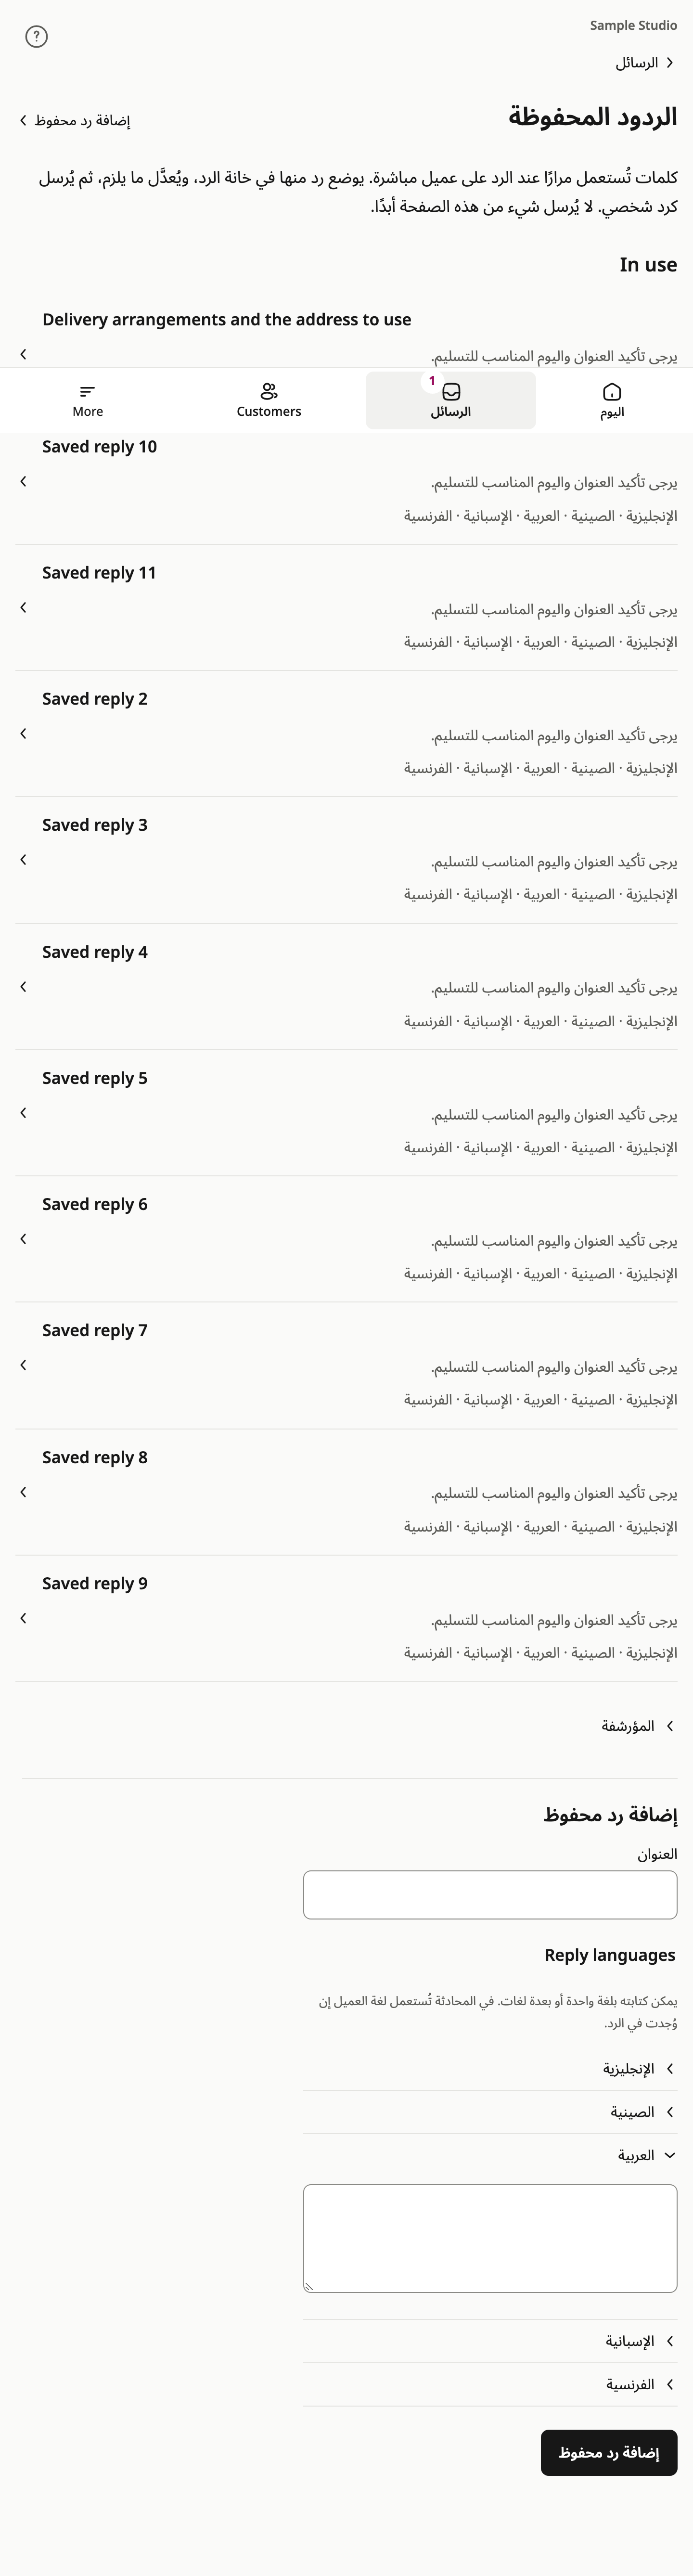 Sample Studio
الرسائل
الردود المحفوظة
إضافة رد محفوظ
كلمات تُستعمل مرارًا عند الرد على عميل مباشرة. يوضع رد منها في خانة الرد، ويُعدَّل ما يلزم، ثم يُرسل
كرد شخصي. لا يُرسل شيء من هذه الصفحة أبدًا.
In use
Delivery arrangements and the address to use
يرجى تأكيد العنوان واليوم المناسب للتسليم.
اليوم
1
الرسائل
Customers
More
Saved reply 10
يرجى تأكيد العنوان واليوم المناسب للتسليم.
الإنجليزية · الصينية · العربية · الإسبانية · الفرنسية
Saved reply 11
يرجى تأكيد العنوان واليوم المناسب للتسليم.
الإنجليزية · الصينية · العربية · الإسبانية · الفرنسية
Saved reply 2
يرجى تأكيد العنوان واليوم المناسب للتسليم.
الإنجليزية · الصينية · العربية · الإسبانية · الفرنسية
Saved reply 3
يرجى تأكيد العنوان واليوم المناسب للتسليم.
الإنجليزية · الصينية · العربية · الإسبانية · الفرنسية
Saved reply 4
يرجى تأكيد العنوان واليوم المناسب للتسليم.
الإنجليزية · الصينية · العربية · الإسبانية · الفرنسية
Saved reply 5
يرجى تأكيد العنوان واليوم المناسب للتسليم.
الإنجليزية · الصينية · العربية · الإسبانية · الفرنسية
Saved reply 6
يرجى تأكيد العنوان واليوم المناسب للتسليم.
الإنجليزية · الصينية · العربية · الإسبانية · الفرنسية
Saved reply 7
يرجى تأكيد العنوان واليوم المناسب للتسليم.
الإنجليزية · الصينية · العربية · الإسبانية · الفرنسية
Saved reply 8
يرجى تأكيد العنوان واليوم المناسب للتسليم.
الإنجليزية · الصينية · العربية · الإسبانية · الفرنسية
Saved reply 9
يرجى تأكيد العنوان واليوم المناسب للتسليم.
الإنجليزية · الصينية · العربية · الإسبانية · الفرنسية
المؤرشفة
إضافة رد محفوظ
العنوان
Reply languages
يمكن كتابته بلغة واحدة أو بعدة لغات. في المحادثة تُستعمل لغة العميل إن
وُجدت في الرد.
الإنجليزية
الصينية
العربية
الإسبانية
الفرنسية
إضافة رد محفوظ